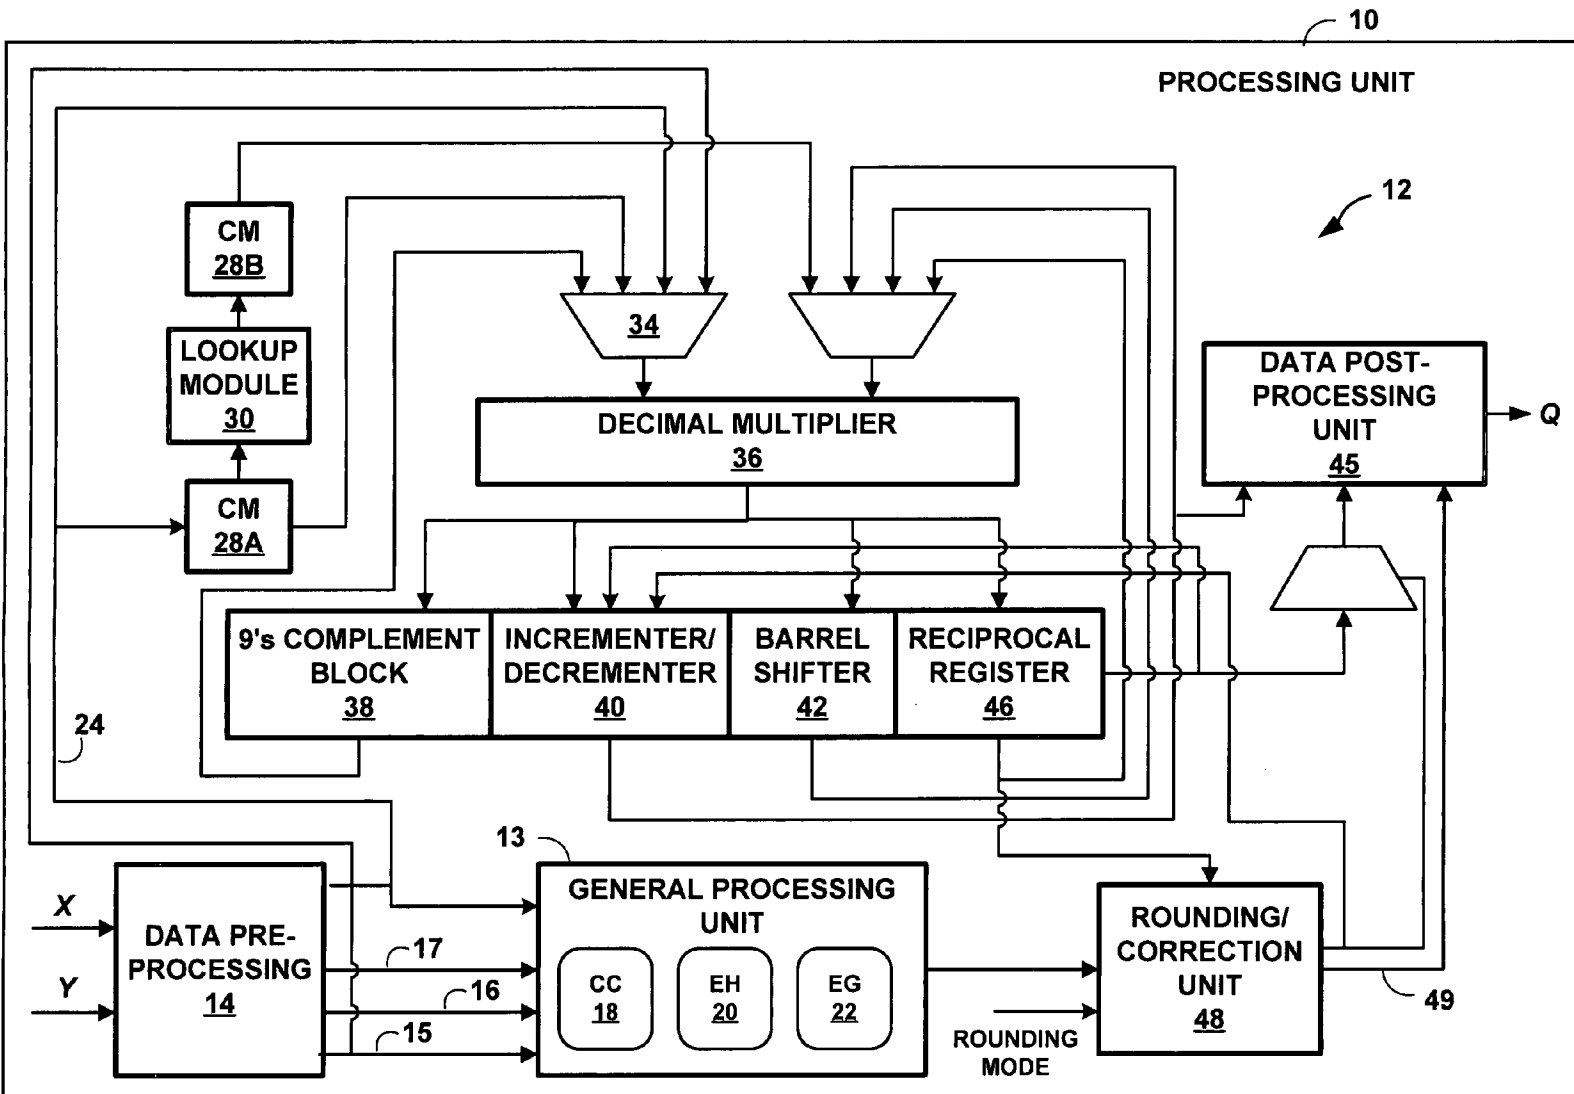 10
PROCESSING UNIT
12
CM
28B
34
LOOKUP
MODULE
30
DATA POST-
PROCESSING
UNIT
45
Q
DECIMAL MULTIPLIER
36
CM
28A
9's COMPLEMENT
BLOCK
38
INCREMENTER/
DECREMENTER
40
BARREL
SHIFTER
42
RECIPROCAL
REGISTER
46
24
13
GENERAL PROCESSING
UNIT
X
Y
DATA PRE-
PROCESSING
14
17
16
15
CC
18
EH
20
EG
22
ROUNDING/
CORRECTION
UNIT
48
49
ROUNDING
MODE